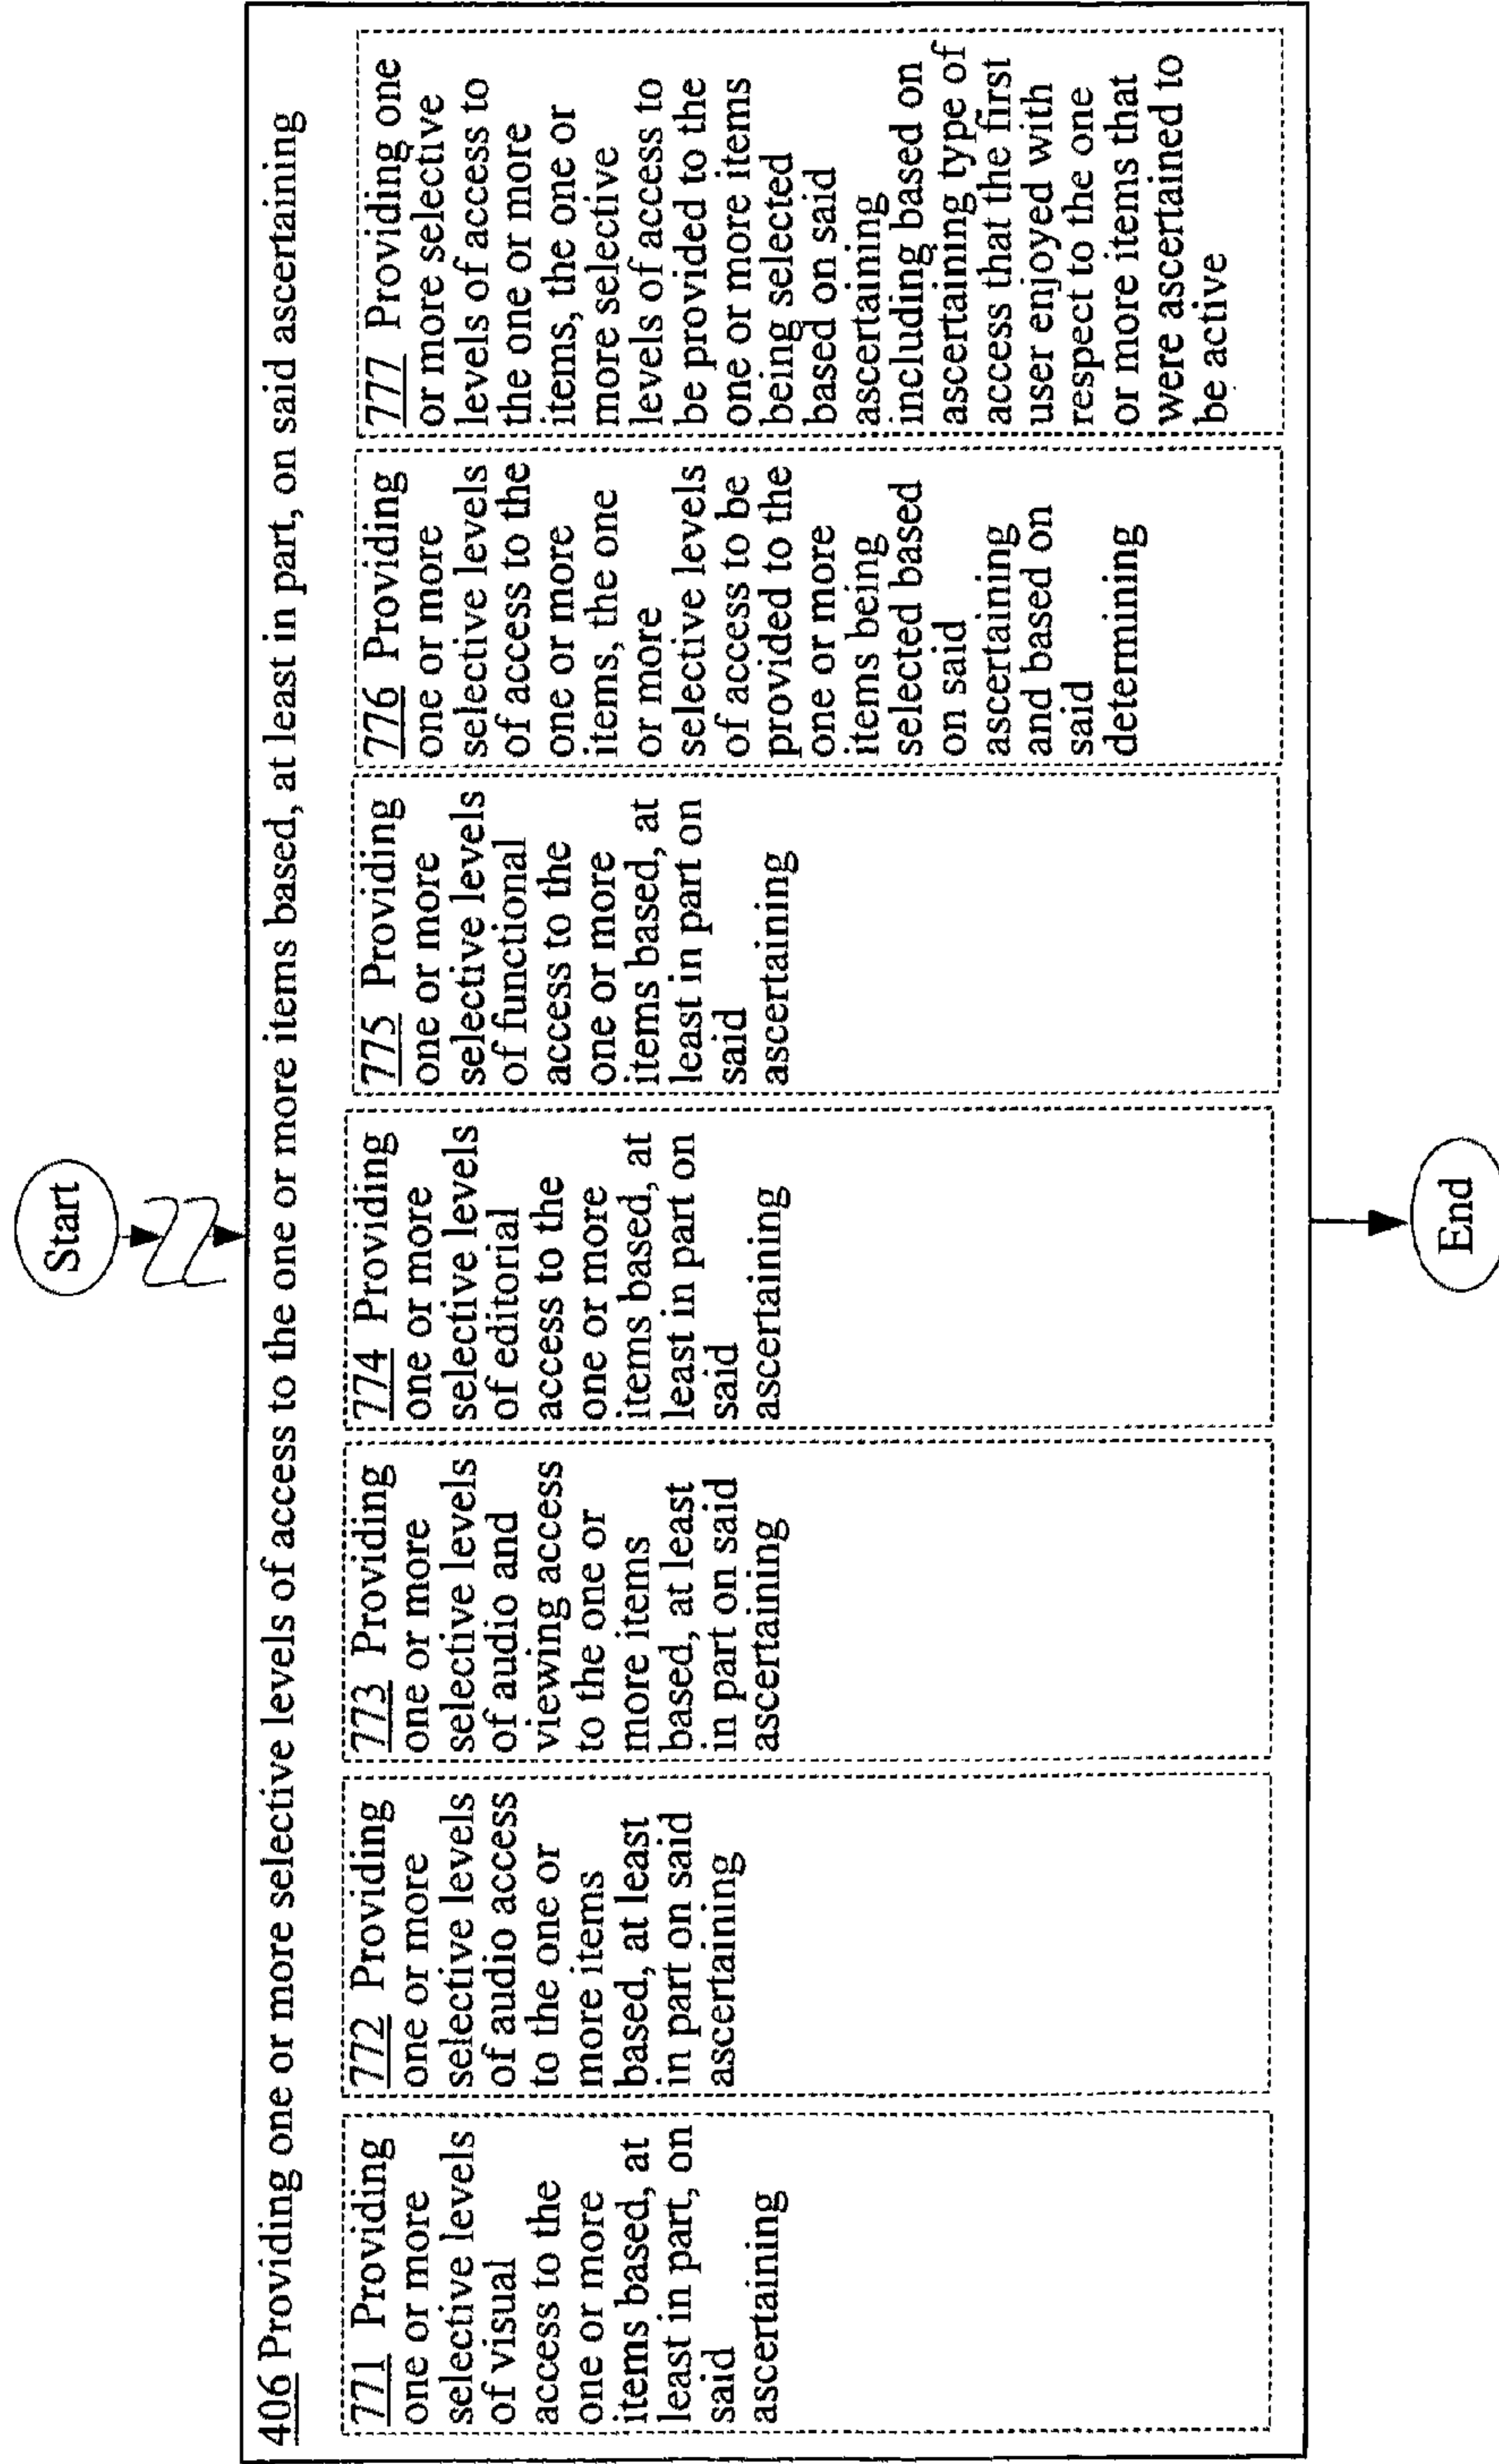 Start
406 Providing one or more selective levels of access to the one or more items based, at least in part, on said ascertaining
771 Providing
one or more
selective levels
of visual
access to the
one or more
items based, at
least in part, on
said
ascertaining
772 Providing
one or more
selective levels
of audio access
to the one or
more items
based, at least
in part on said
ascertaining
773 Providing
one or more
selective levels
of audio and
viewing access
to the one or
more items
based, at least
in part on said
ascertaining
774 Providing
one or more
selective levels
of editorial
access to the
one or more
items based, at
least in part on
said
ascertaining
775 Providing
one or more
selective levels
of functional
access to the
one or more
items based, at
least in part on
said
ascertaining
776 Providing
one or more
selective levels
of access to the
one or more
items, the one
or more
selective levels
of access to be
provided to the
one or more
items being
selected based
on said
ascertaining
and based on
said
determining
777 Providing one
or more selective
levels of access to
the one or more
items, the one or
more selective
levels of access to
be provided to the
one or more items
being selected
based on said
ascertaining
including based on
ascertaining type of
access that the first
user enjoyed with
respect to the one
or more items that
were ascertained to
be active
End